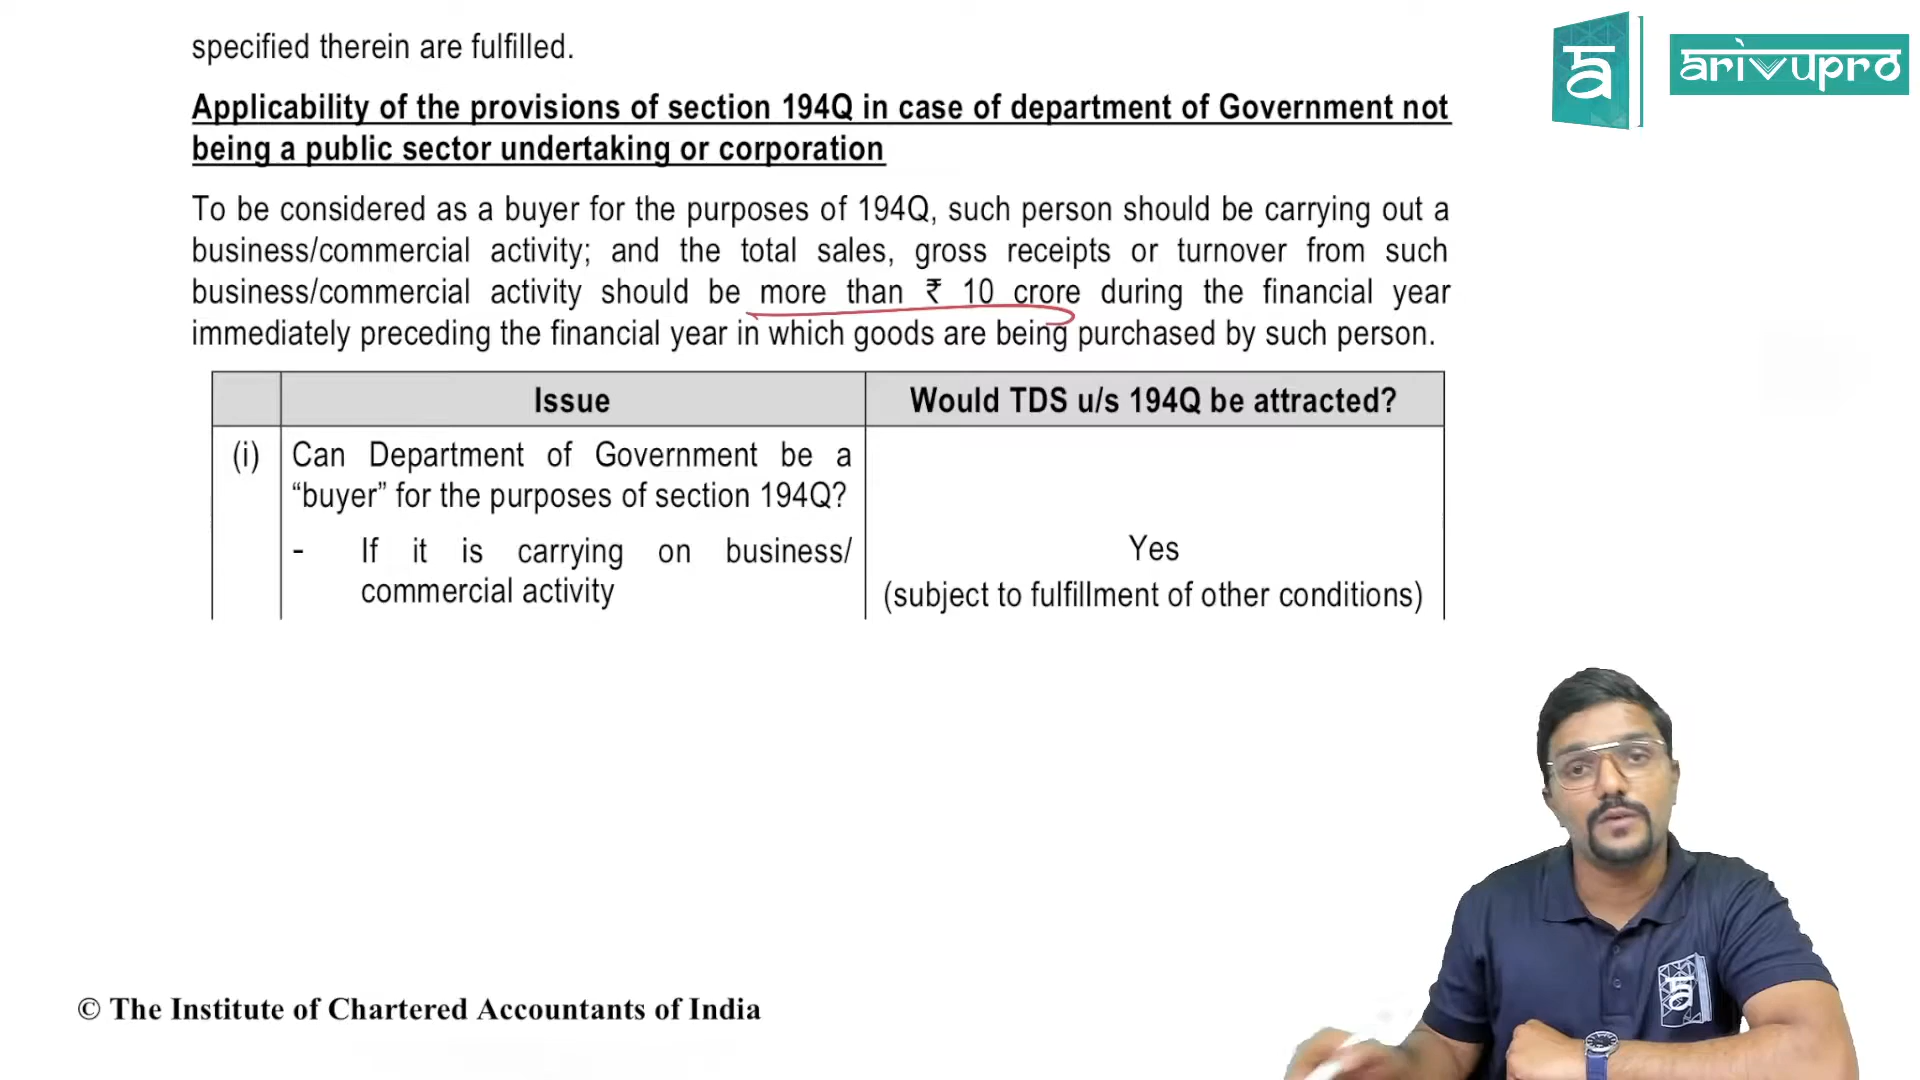 specified therein are fulfilled.
Applicability of the provisions of section 194Q in case of department of Government not
being a public sector undertaking or corporation
To be considered as a buyer for the purposes of 194Q, such person should be carrying out a
business/commercial activity; and the total sales, gross receipts or turnover from such
business/commercial activity should be more than ₹ 10 crore during the financial year
immediately preceding the financial year in which goods are being purchased by such person.
Issue
Would TDS u/s 194Q be attracted?
(i)
Can Department of Government be a
“buyer” for the purposes of section 194Q?
- If it is carrying on business/
commercial activity
Yes
(subject to fulfillment of other conditions)
© The Institute of Chartered Accountants of India
ā
arivupro
ā